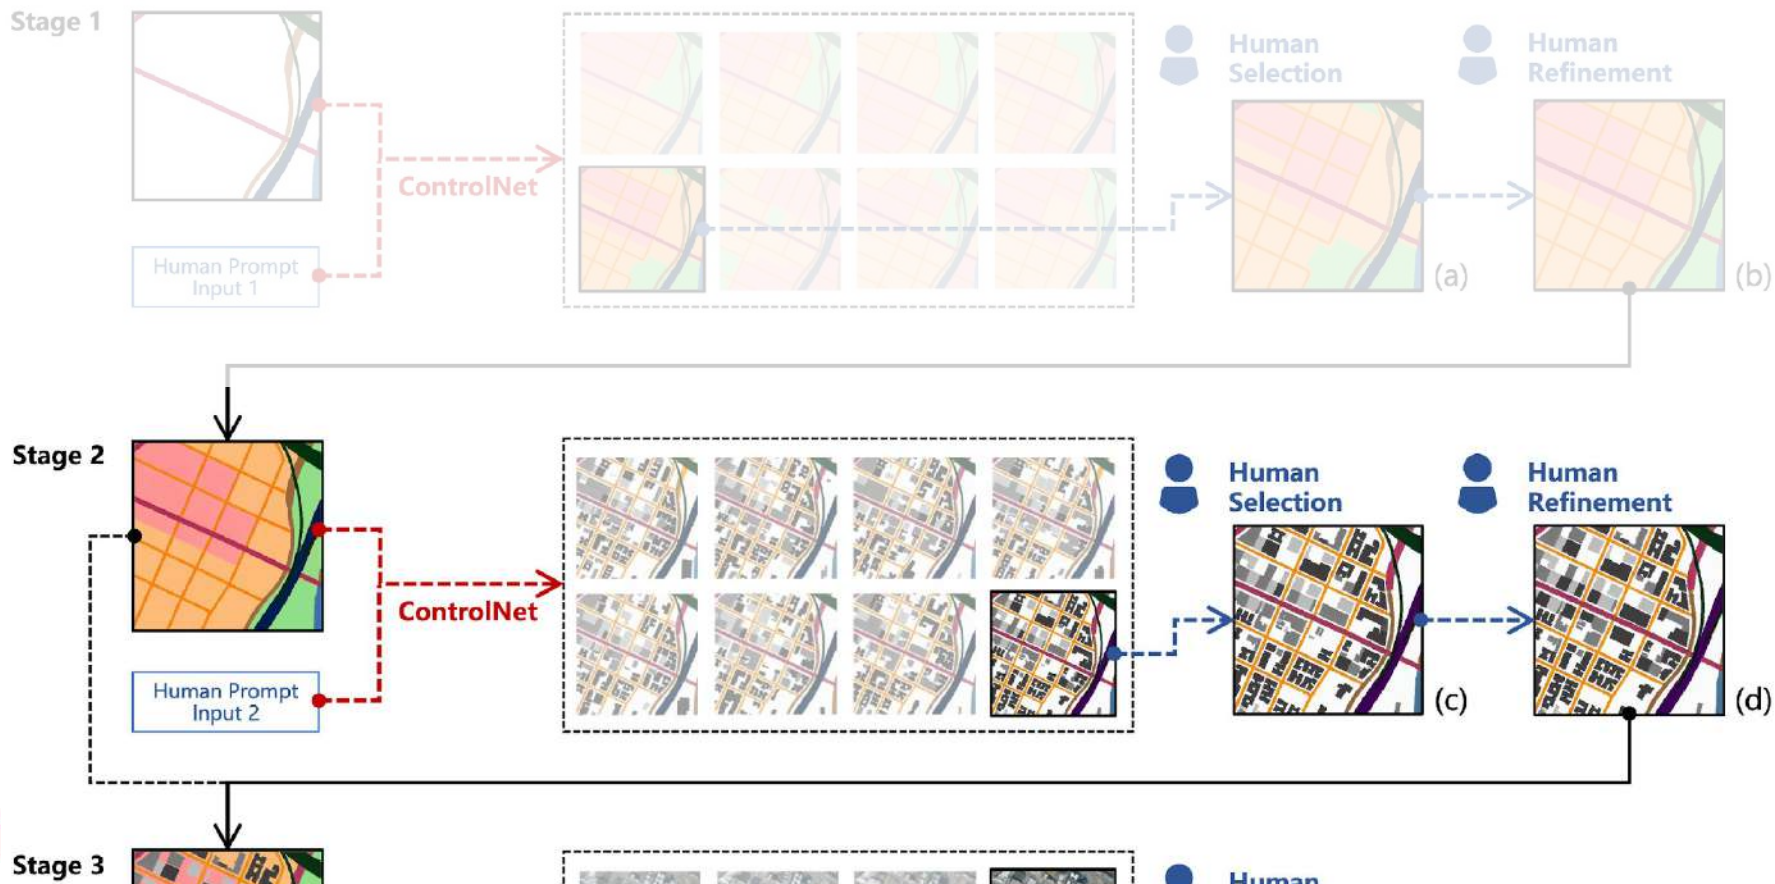 Stage 1
Human
Selection
Human
Refinement
ControlNet
Human Prompt
Input 1
(a)
(b)
Stage 2
Human
Selection
Human
Refinement
ControlNet
Human Prompt
Input 2
(c)
(d)
Stage 3
Human